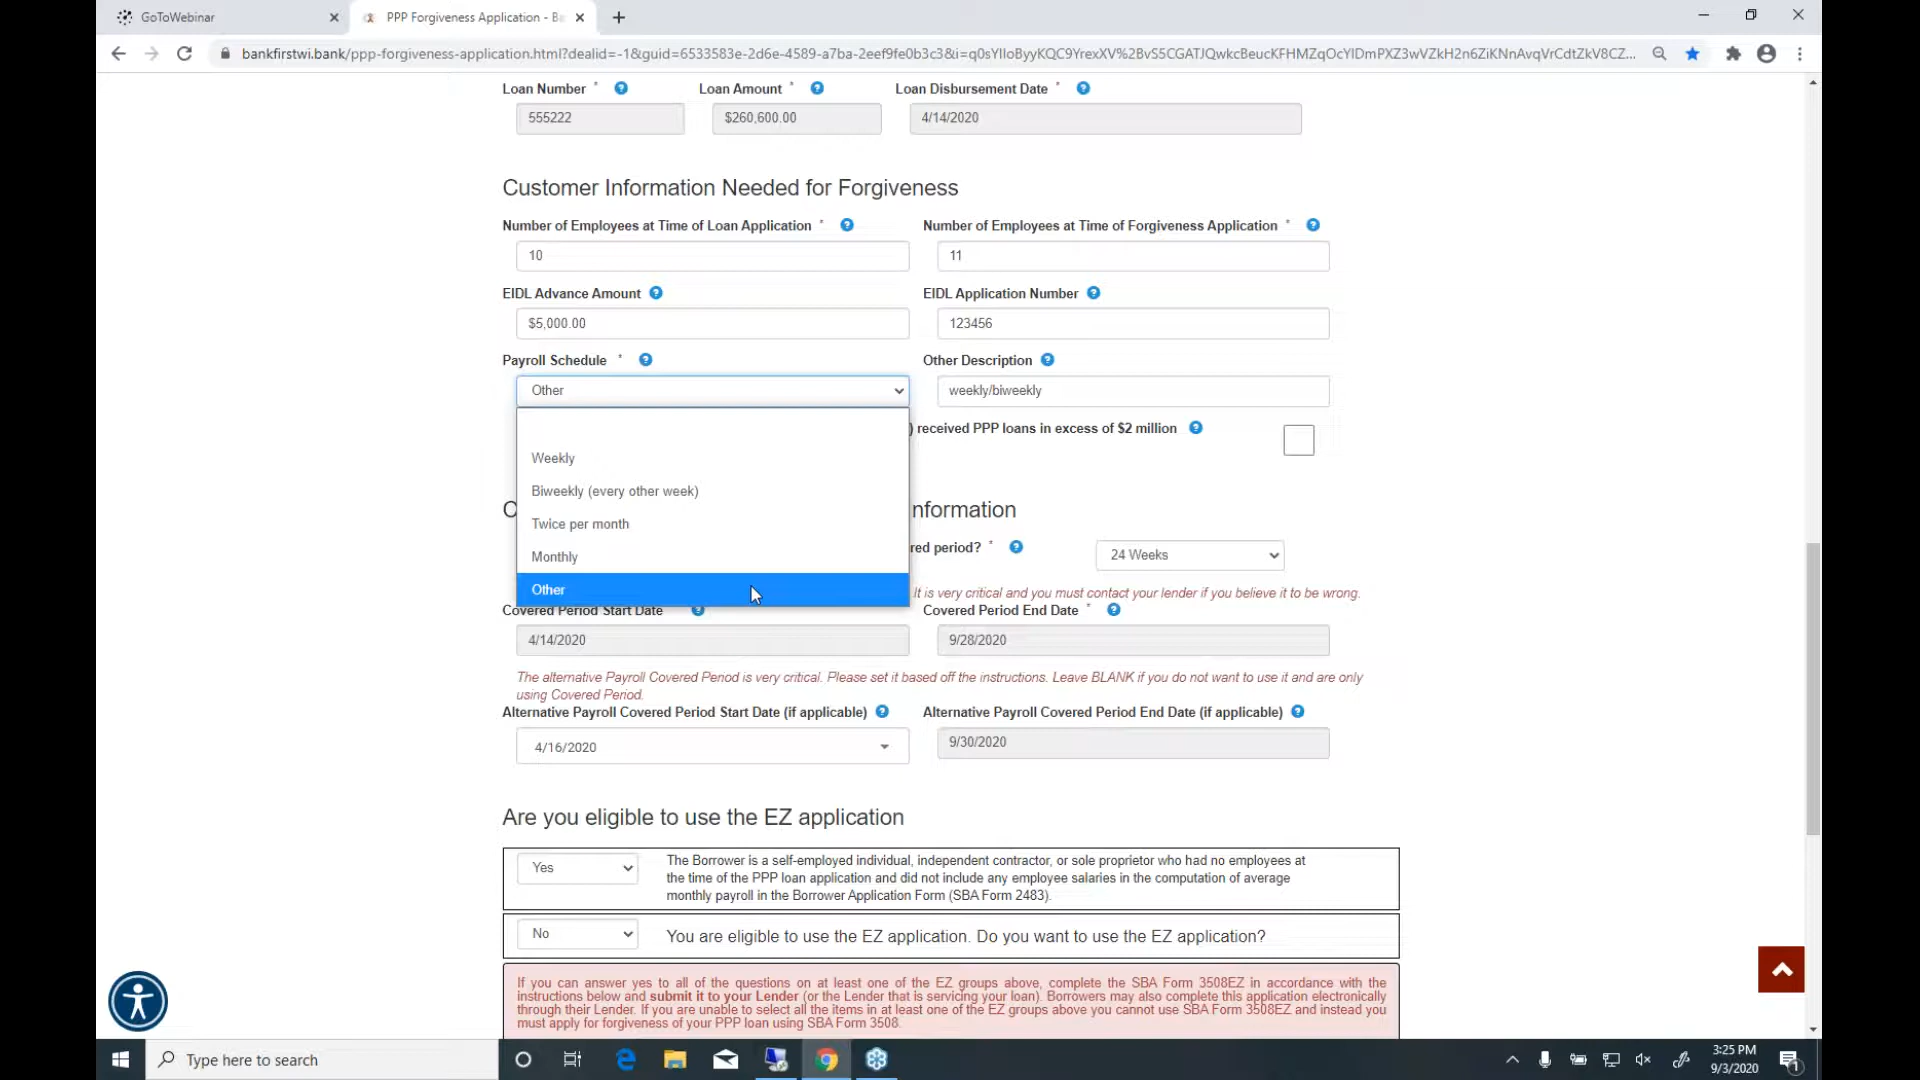 GoToWebinar
PPP Forgiveness Application - Ba
bankfirstwi.bank/ppp-forgiveness-application.html?dealid=-1&guid=6533583e-2d6e-4589-a7ba-2eef9fe0b3c3&i=q0sYlIoByyKQC9YrexXV%2BvS5CGATJQwkcBeucKFHMZqOcYlDmPXZ3wVZkH2n6ZiKNnAvqVrCdtZkV8CZ...
Loan Number *
Loan Amount *
Loan Disbursement Date *
555222
$260,600.00
4/14/2020
Customer Information Needed for Forgiveness
Number of Employees at Time of Loan Application *
Number of Employees at Time of Forgiveness Application *
10
11
EIDL Advance Amount
EIDL Application Number
$5,000.00
123456
Payroll Schedule *
Other Description
Other
weekly/biweekly
) received PPP loans in excess of $2 million
Weekly
Biweekly (every other week)
Twice per month
Monthly
Other
nformation
red period? *
24 Weeks
It is very critical and you must contact your lender if you believe it to be wrong.
Covered Period Start Date
Covered Period End Date *
4/14/2020
9/28/2020
The alternative Payroll Covered Period is very critical. Please set it based off the instructions. Leave BLANK if you do not want to use it and are only
using Covered Period.
Alternative Payroll Covered Period Start Date (if applicable)
Alternative Payroll Covered Period End Date (if applicable)
4/16/2020
9/30/2020
Are you eligible to use the EZ application
Yes
The Borrower is a self-employed individual, independent contractor, or sole proprietor who had no employees at
the time of the PPP loan application and did not include any employee salaries in the computation of average
monthly payroll in the Borrower Application Form (SBA Form 2483).
No
You are eligible to use the EZ application. Do you want to use the EZ application?
If you can answer yes to all of the questions on at least one of the EZ groups above, complete the SBA Form 3508EZ in accordance with the
instructions below and submit it to your Lender (or the Lender that is servicing your loan). Borrowers may also complete this application electronically
through their Lender. If you are unable to select all the items in at least one of the EZ groups above you cannot use SBA Form 3508EZ and instead you
must apply for forgiveness of your PPP loan using SBA Form 3508.
Type here to search
3:25 PM
9/3/2020
1